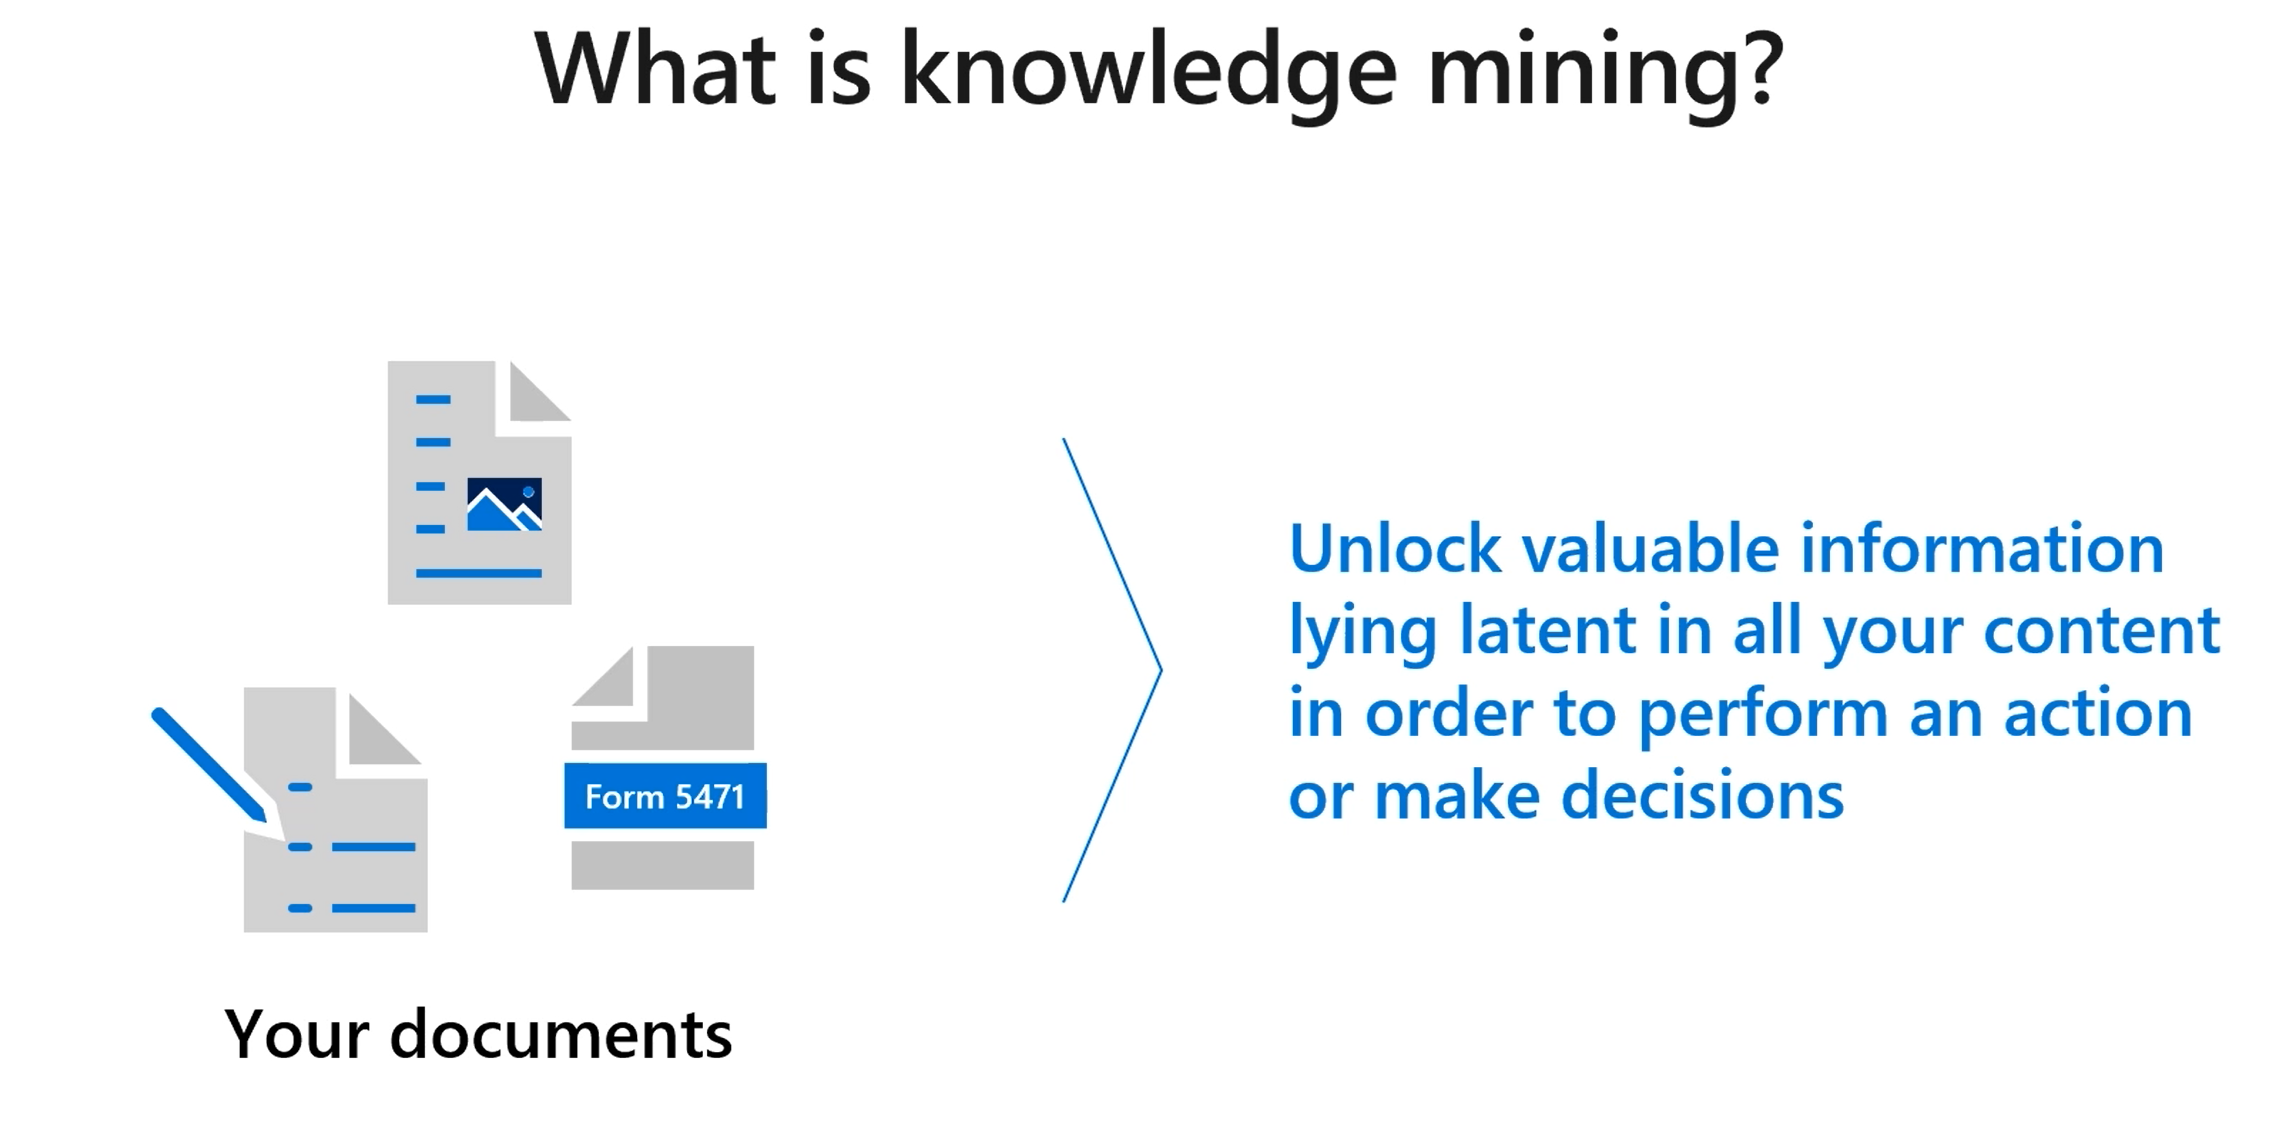 What is knowledge mining?
Form 5471
Your documents
Unlock valuable information
lying latent in all your content
in order to perform an action
or make decisions